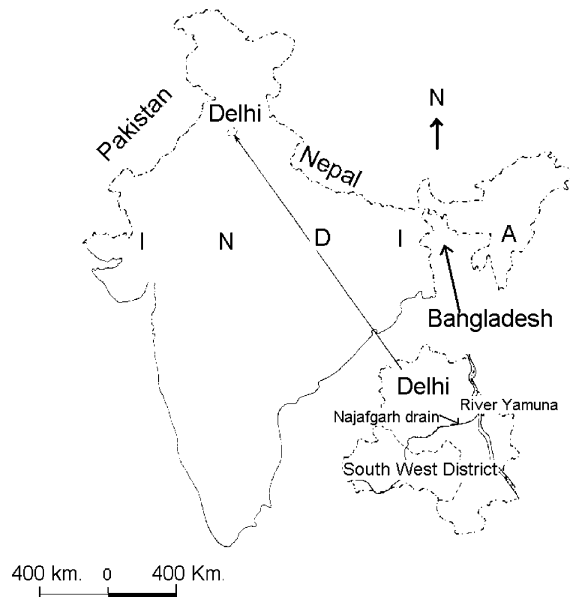 N
Delhi
Pakistan
Nepal
I N D I A
Bangladesh
Delhi
River Yamuna
Najafgarh drain
South West District
400 km. 0 400 Km.